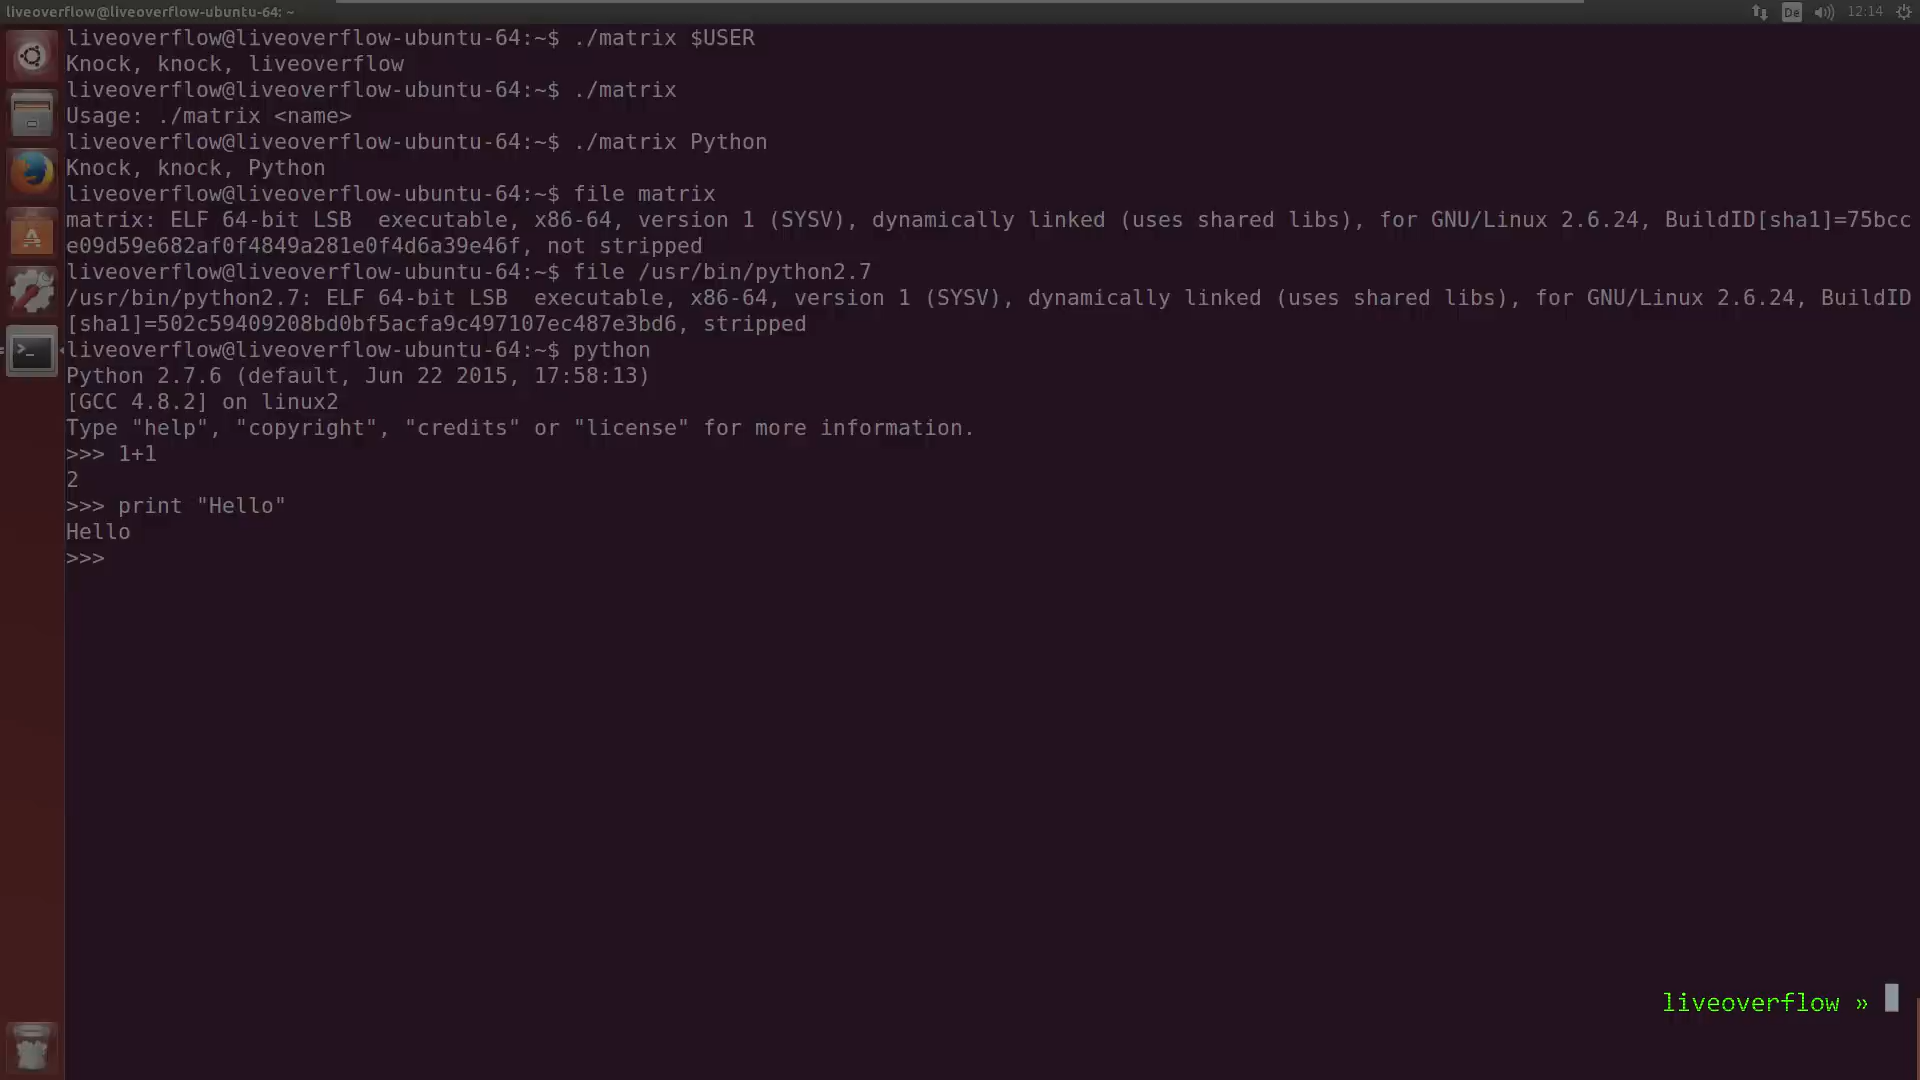 liveoverflow@liveoverflow-ubuntu-64: ~
De
12:14
liveoverflow@liveoverflow-ubuntu-64:~$ ./matrix $USER
Knock, knock, liveoverflow
liveoverflow@liveoverflow-ubuntu-64:~$ ./matrix
Usage: ./matrix <name>
liveoverflow@liveoverflow-ubuntu-64:~$ ./matrix Python
Knock, knock, Python
liveoverflow@liveoverflow-ubuntu-64:~$ file matrix
matrix: ELF 64-bit LSB  executable, x86-64, version 1 (SYSV), dynamically linked (uses shared libs), for GNU/Linux 2.6.24, BuildID[sha1]=75bcc
e09d59e682af0f4849a281e0f4d6a39e46f, not stripped
liveoverflow@liveoverflow-ubuntu-64:~$ file /usr/bin/python2.7
/usr/bin/python2.7: ELF 64-bit LSB  executable, x86-64, version 1 (SYSV), dynamically linked (uses shared libs), for GNU/Linux 2.6.24, BuildID
[sha1]=502c59409208bd0bf5acfa9c497107ec487e3bd6, stripped
liveoverflow@liveoverflow-ubuntu-64:~$ python
Python 2.7.6 (default, Jun 22 2015, 17:58:13)
[GCC 4.8.2] on linux2
Type "help", "copyright", "credits" or "license" for more information.
>>> 1+1
2
>>> print "Hello"
Hello
>>>
liveoverflow »